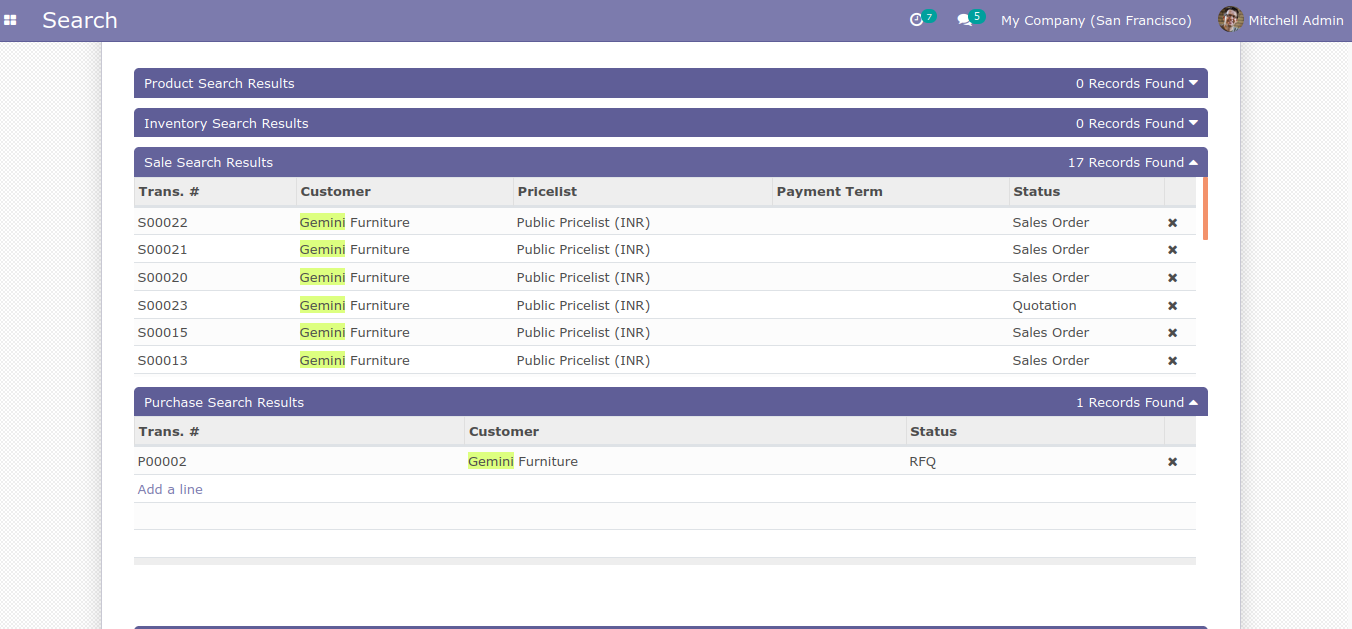 Search 7 5 My Company (San Francisco) Mitchell Admin
Product Search Results 0 Records Found
Inventory Search Results 0 Records Found
Sale Search Results 17 Records Found
Trans. # Customer Pricelist Payment Term Status
S00022 Gemini Furniture Public Pricelist (INR) Sales Order
S00021 Gemini Furniture Public Pricelist (INR) Sales Order
S00020 Gemini Furniture Public Pricelist (INR) Sales Order
S00023 Gemini Furniture Public Pricelist (INR) Quotation
S00015 Gemini Furniture Public Pricelist (INR) Sales Order
S00013 Gemini Furniture Public Pricelist (INR) Sales Order
Purchase Search Results 1 Records Found
Trans. # Customer Status
P00002 Gemini Furniture RFQ
Add a line